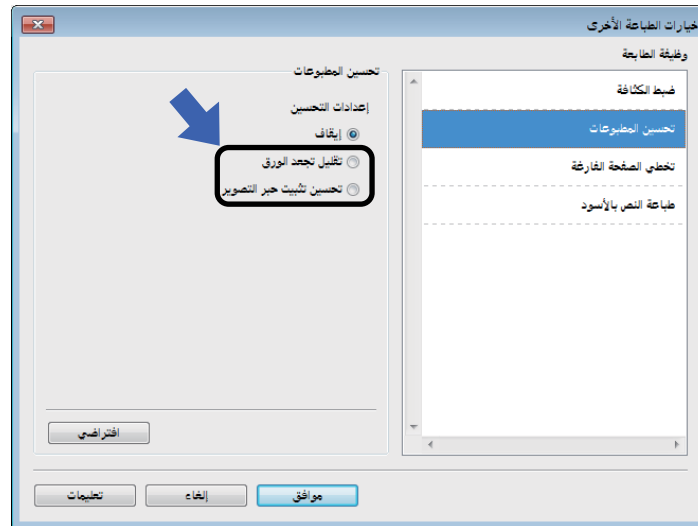 خيارات الطباعة الأخرى
وظيفة الطابعة
ضبط الكثافة
تحسين المطبوعات
تخطي الصفحة الفارغة
طباعة النص بالأسود
تحسين المطبوعات
إعدادات التحسين
إيقاف
تقليل تجعد الورق
تحسين تثبيت حبر التصوير
افتراضي
موافق
إلغاء
تعليمات